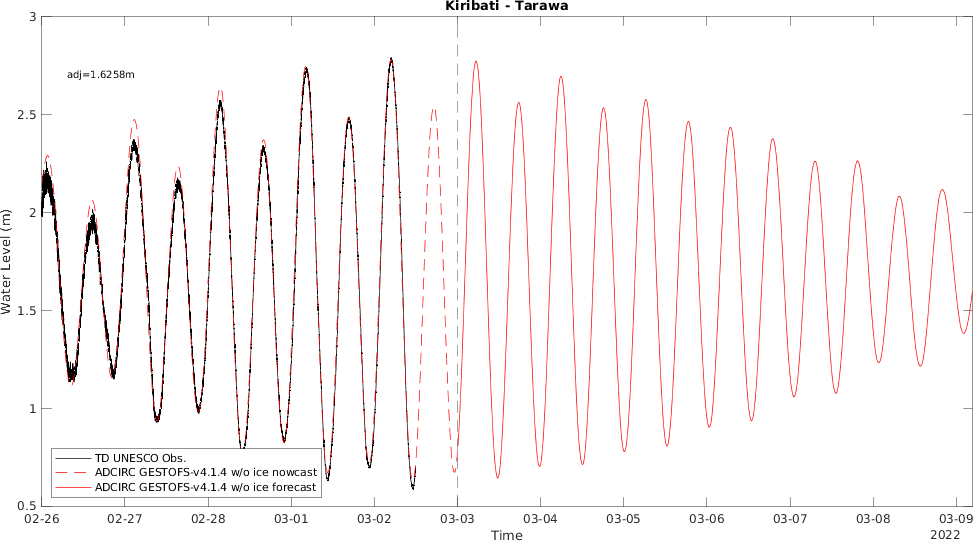 Kiribati - Tarawa
3
adj=1.6258m
2.5
2
Water Level (m)
1.5
1
TD UNESCO Obs.
ADCIRC GESTOFS-v4.1.4 w/o ice nowcast
ADCIRC GESTOFS-v4.1.4 w/o ice forecast
0.5
02-26 02-27 02-28 03-01 03-02 03-03 03-04 03-05 03-06 03-07 03-08 03-09
Time 2022